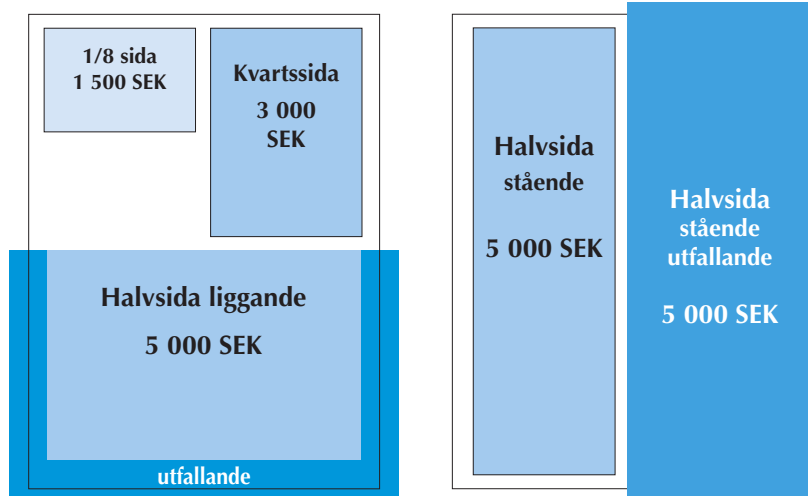 1/8 sida
1 500 SEK
Kvartssida
3 000
SEK
Halvsida liggande
5 000 SEK
utfallande
Halvsida
stående
5 000 SEK
Halvsida
stående
utfallande
5 000 SEK